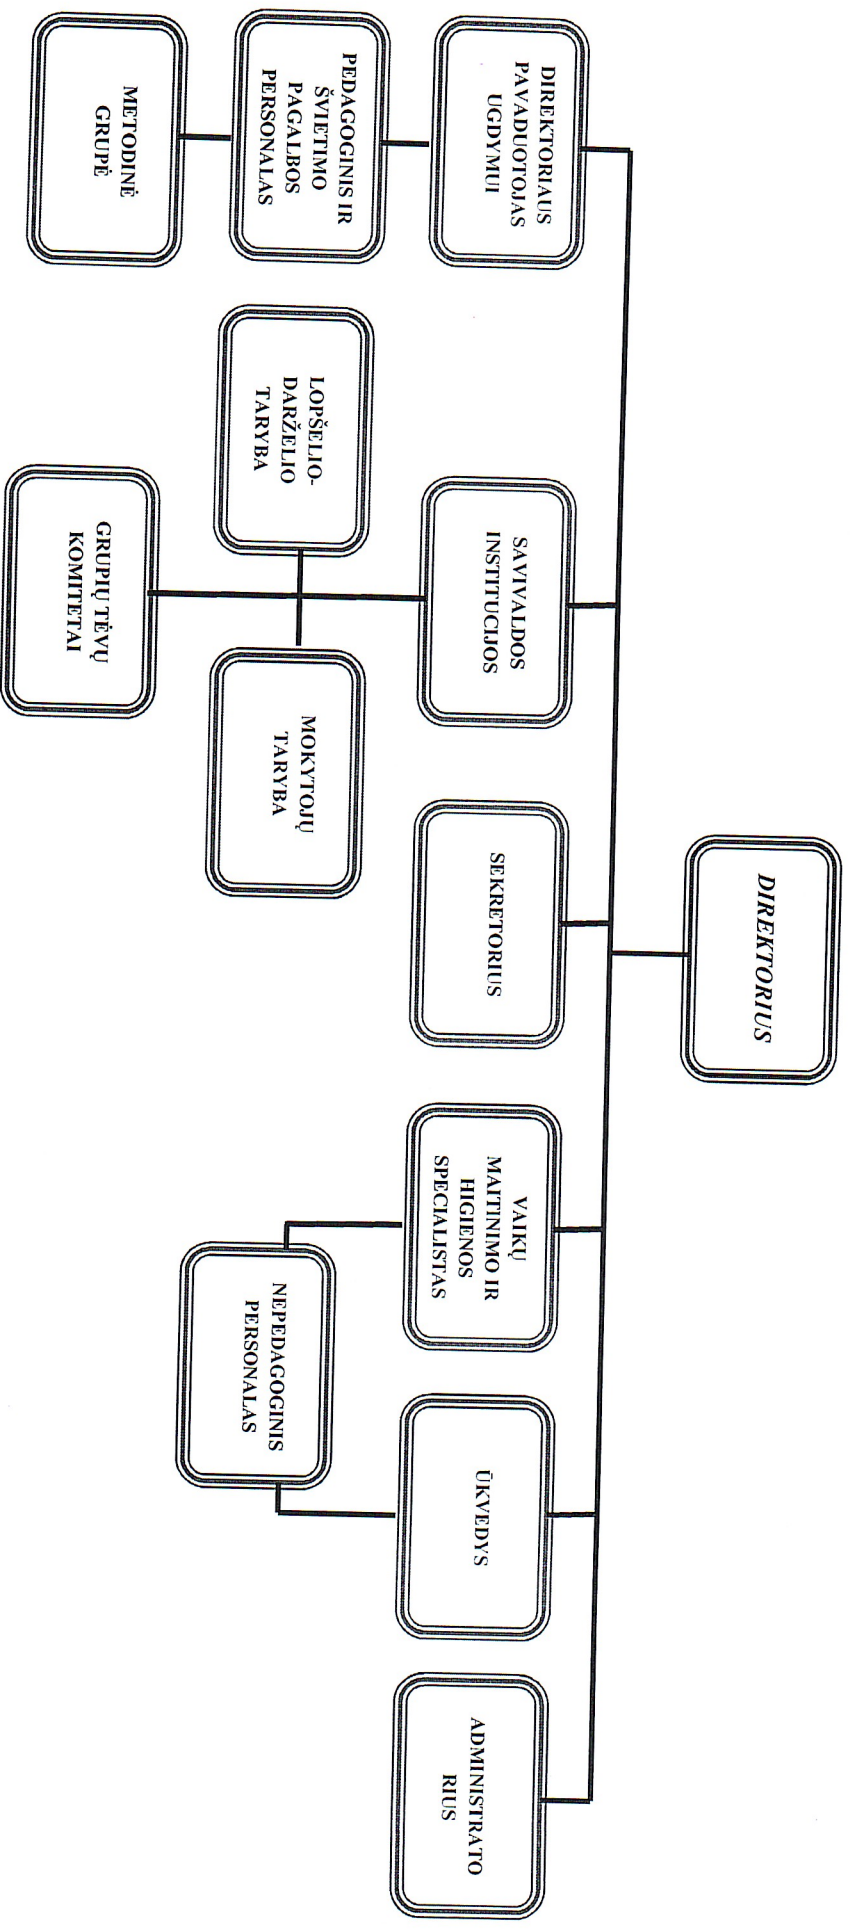 DIREKTORIUS
DIREKTORIAUS
PAVADUOTOJAS
UGDYMUI
SAVIVALDOS
INSTITUCIJOS
SEKRETORIUS
VAIKŲ
MAITINIMO IR
HIGIENOS
SPECIALISTAS
ŪKVEDYS
ADMINISTRATO
RIUS
PEDAGOGINIS IR
ŠVIETIMO
PAGALBOS
PERSONALAS
LOPŠELIO-
DARŽELIO
TARYBA
MOKYTOJŲ
TARYBA
NEPEDAGOGINIS
PERSONALAS
METODINĖ
GRUPĖ
GRUPIŲ TĖVŲ
KOMITETAI